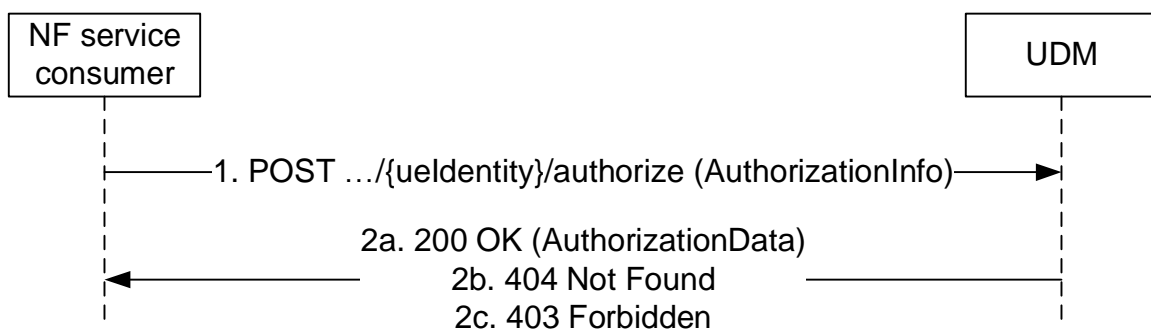 NF service
consumer
UDM
1. POST …/{ueIdentity}/authorize (AuthorizationInfo)
2a. 200 OK (AuthorizationData)
2b. 404 Not Found
2c. 403 Forbidden